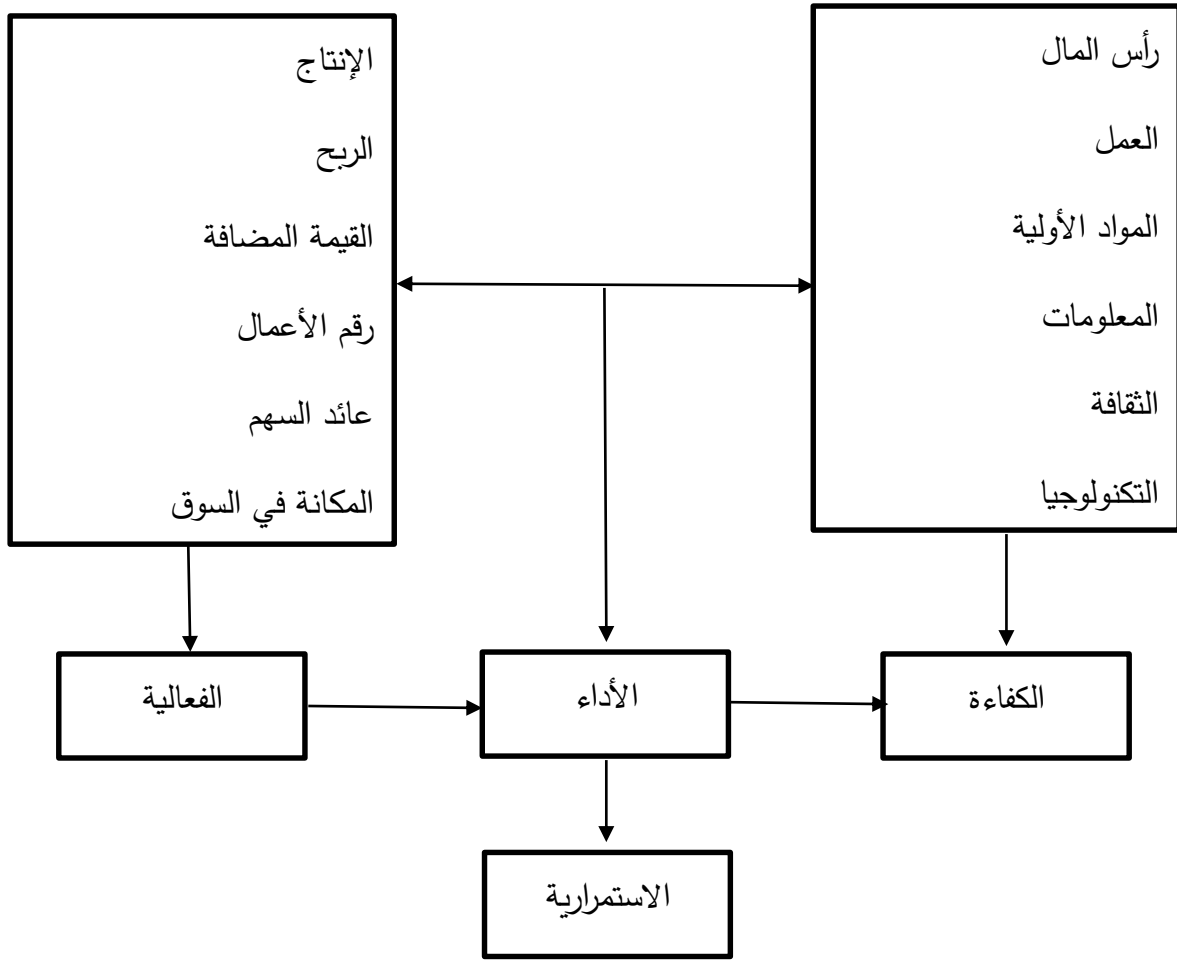 رأس المال
العمل
المواد الأولية
المعلومات
الثقافة
التكنولوجيا
الإنتاج
الربح
القيمة المضافة
رقم الأعمال
عائد السهم
المكانة في السوق
الكفاءة
الأداء
الفعالية
الاستمرارية